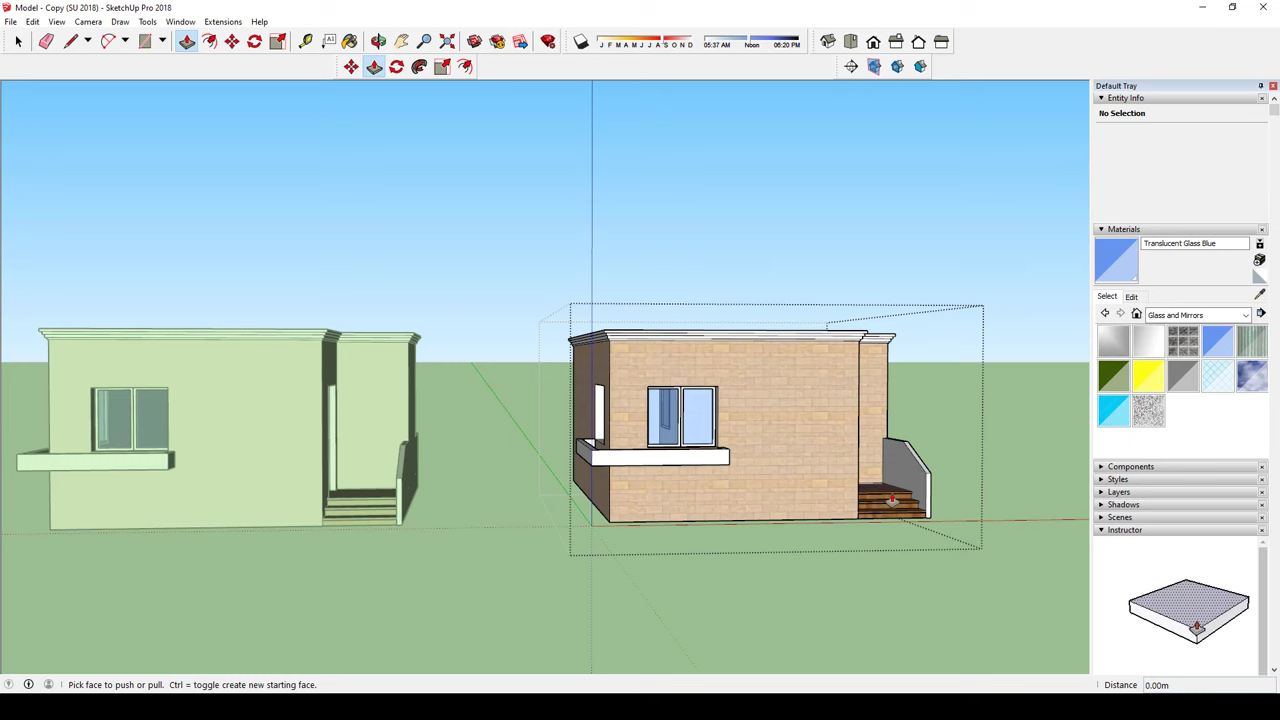 Model - Copy (SU 2018) - SketchUp Pro 2018
File Edit View Camera Draw Tools Window Extensions Help
J F M A M J J A S O N D 05:37 AM Noon 06:20 PM
Default Tray
Entity Info
No Selection
Materials
Translucent Glass Blue
Select Edit
Glass and Mirrors
Components
Styles
Layers
Shadows
Scenes
Instructor
Pick face to push or pull. Ctrl = toggle create new starting face.
Distance 0.00m